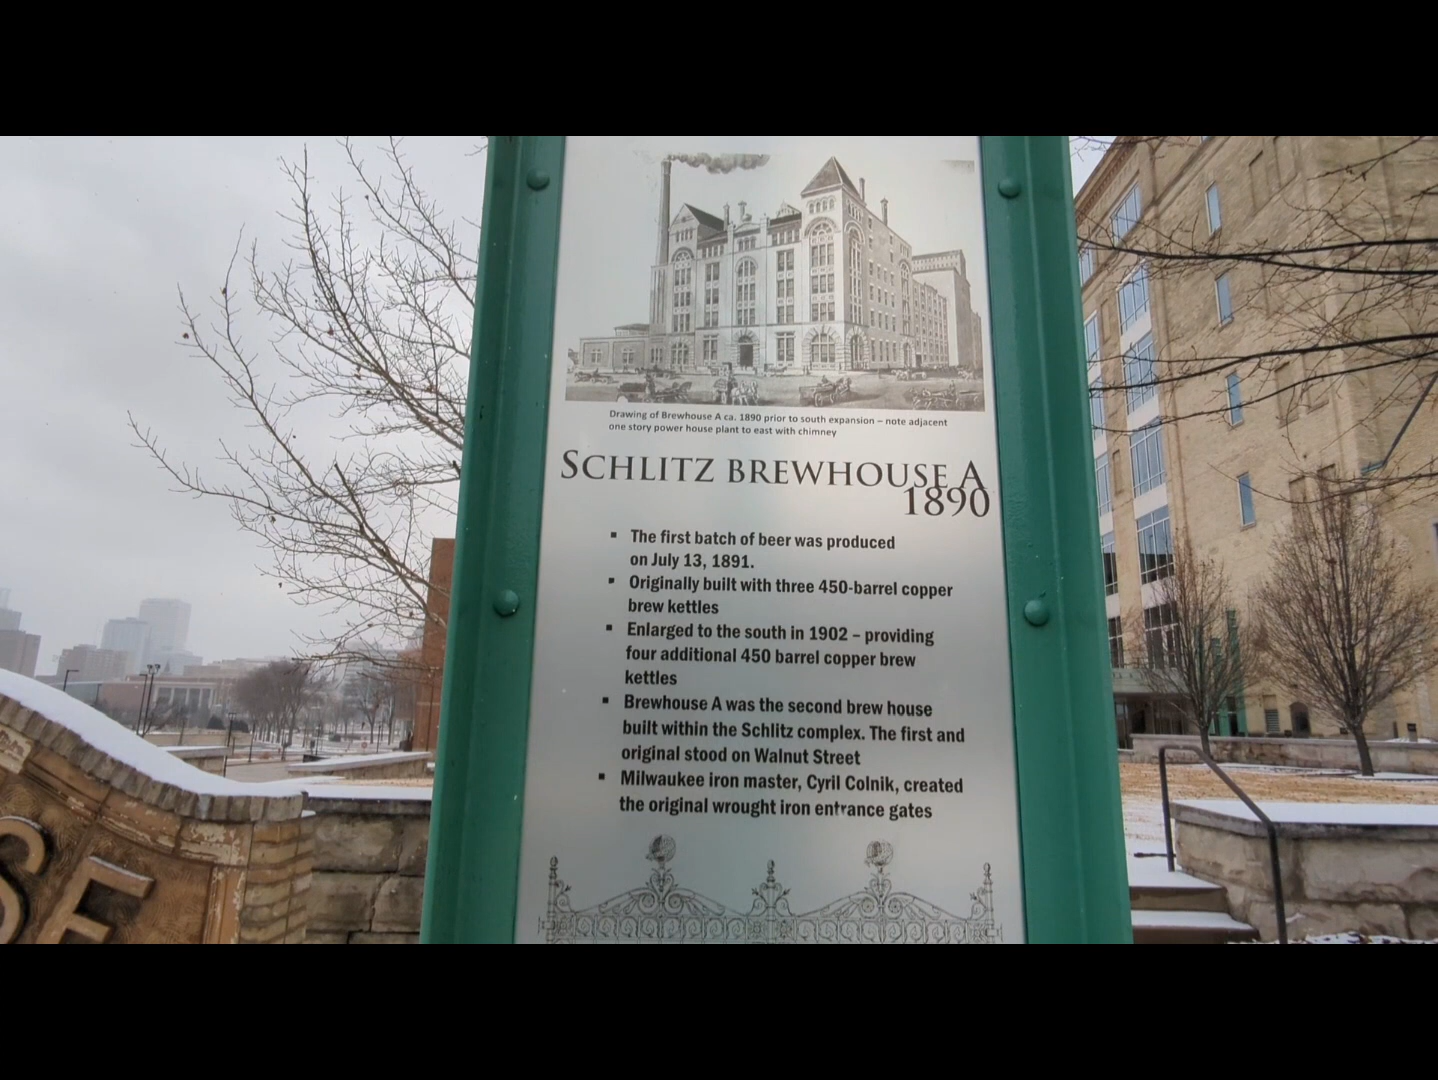 Drawing of Brewhouse A ca. 1890 prior to south expansion – note adjacent
one story power house plant to east with chimney
SCHLITZ BREWHOUSE A
1890
▪ The first batch of beer was produced
on July 13, 1891.
▪ Originally built with three 450-barrel copper
brew kettles
▪ Enlarged to the south in 1902 – providing
four additional 450 barrel copper brew
kettles
▪ Brewhouse A was the second brew house
built within the Schlitz complex. The first and
original stood on Walnut Street
▪ Milwaukee iron master, Cyril Colnik, created
the original wrought iron entrance gates
SE